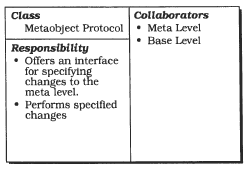 Class
Metaobject Protocol
Responsibility
• Offers an interface
for specifying
changes to the
meta level.
• Performs specified
changes
Collaborators
• Meta Level
• Base Level